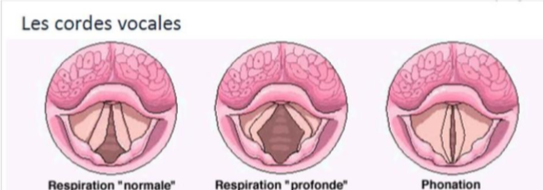 Les cordes vocales
Respiration "normale" Respiration "profonde" Phonation